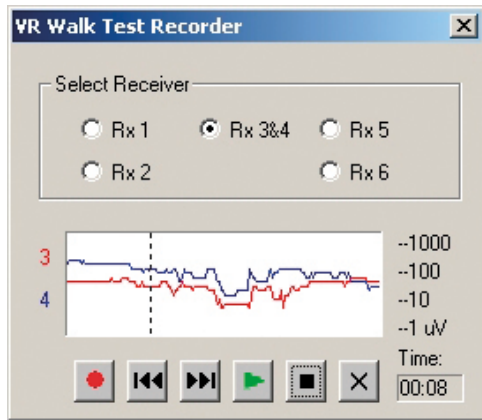 VR Walk Test Recorder
Select Receiver
Rx 1 Rx 3&4 Rx 5
Rx 2 Rx 6
3
4
--1000
--100
--10
--1 uV
Time:
00:08